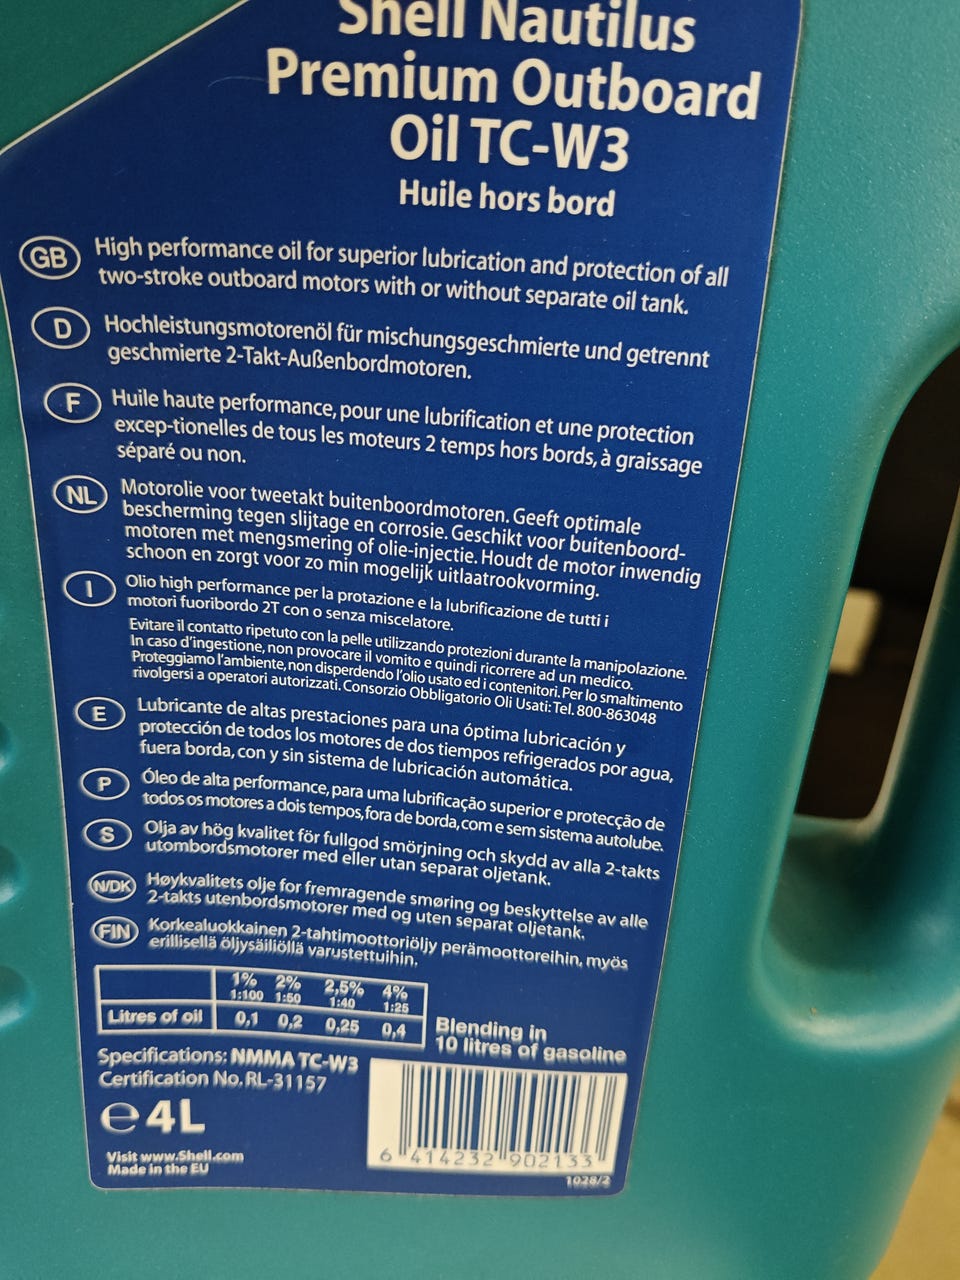 Shell Nautilus
Premium Outboard
Oil TC-W3
Huile hors bord
GB High performance oil for superior lubrication and protection of all
two-stroke outboard motors with or without separate oil tank.
D Hochleistungsmotorenöl für mischungsgeschmierte und getrennt
geschmierte 2-Takt-Außenbordmotoren.
F Huile haute performance, pour une lubrification et une protection
excep-tionelles de tous les moteurs 2 temps hors bords, à graissage
séparé ou non.
NL Motorolie voor tweetakt buitenboordmotoren. Geeft optimale
bescherming tegen slijtage en corrosie. Geschikt voor buitenboord-
motoren met mengsmering of olie-injectie. Houdt de motor inwendig
schoon en zorgt voor zo min mogelijk uitlaatrookvorming.
I Olio high performance per la protazione e la lubrificazione de tutti i
motori fuoribordo 2T con o senza miscelatore.
Evitare il contatto ripetuto con la pelle utilizzando protezioni durante la manipolazione.
In caso d'ingestione, non provocare il vomito e quindi ricorrere ad un medico.
Proteggiamo l'ambiente, non disperdendo l'olio usato ed i contenitori. Per lo smaltimento
rivolgersi a operatori autorizzati. Consorzio Obbligatorio Oli Usati: Tel. 800-863048
E Lubricante de altas prestaciones para una óptima lubricación y
protección de todos los motores de dos tiempos refrigerados por agua,
fuera borda, con y sin sistema de lubricación automática.
P Óleo de alta performance, para uma lubrificação superior e protecção de
todos os motores a dois tempos, fora de borda, com e sem sistema autolube.
S Olja av hög kvalitet för fullgod smörjning och skydd av alla 2-takts
utombordsmotorer med eller utan separat oljetank.
N/DK Høykvalitets olje for fremragende smøring og beskyttelse av alle
2-takts utenbordsmotorer med og uten separat oljetank.
FIN Korkealuokkainen 2-tahtimoottoriöljy perämoottoreihin, myös
erillisellä öljysäiliöllä varustettuihin.
1% 2% 2,5% 4%
1:100 1:50 1:40 1:25
Litres of oil 0,1 0,2 0,25 0,4
Blending in
10 litres of gasoline
Specifications: NMMA TC-W3
Certification No. RL-31157
e 4L
Visit www.Shell.com
Made in the EU
6 414232 902133
1028/2